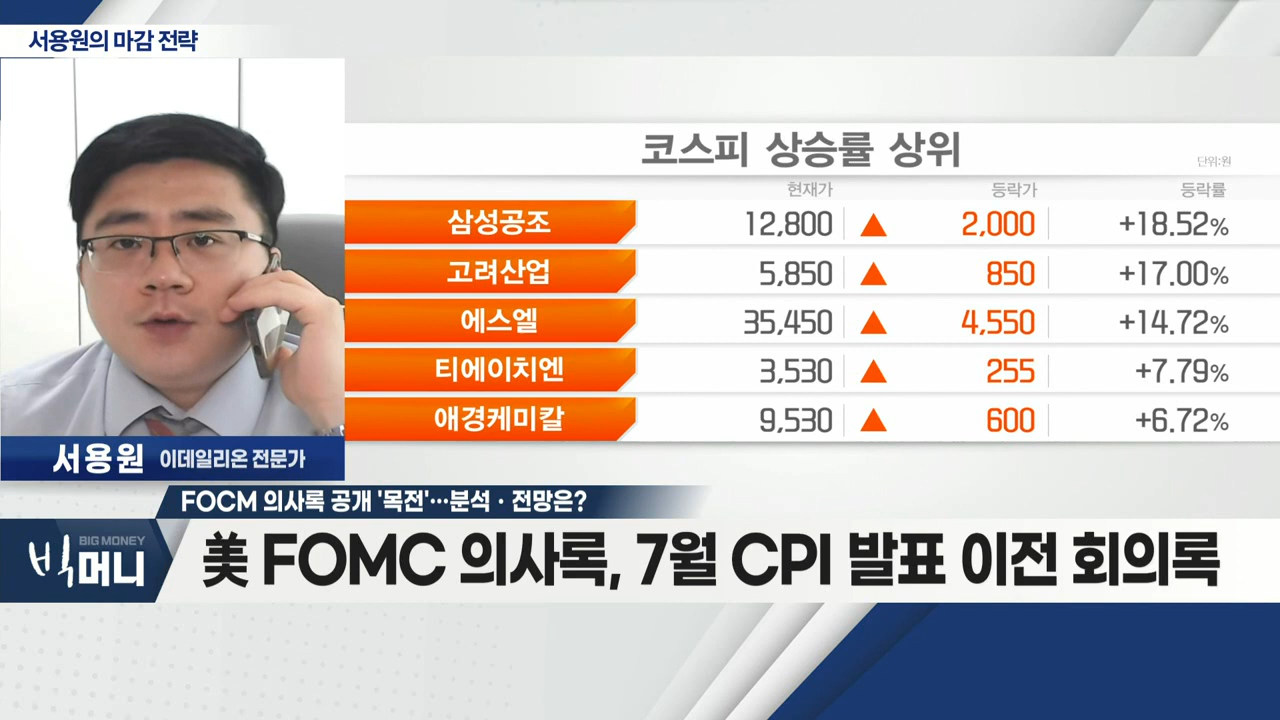 서용원의 마감 전략
코스피 상승률 상위
단위:원
현재가 등락가 등락률
삼성공조 12,800 ▲ 2,000 +18.52%
고려산업 5,850 ▲ 850 +17.00%
에스엘 35,450 ▲ 4,550 +14.72%
티에이치엔 3,530 ▲ 255 +7.79%
애경케미칼 9,530 ▲ 600 +6.72%
서용원 이데일리온 전문가
FOCM 의사록 공개 '목전'…분석·전망은?
BIG MONEY
빅머니
美 FOMC 의사록, 7월 CPI 발표 이전 회의록